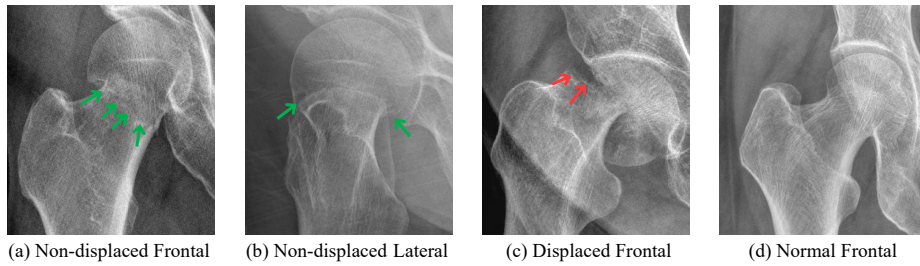 (a) Non-displaced Frontal
(b) Non-displaced Lateral
(c) Displaced Frontal
(d) Normal Frontal